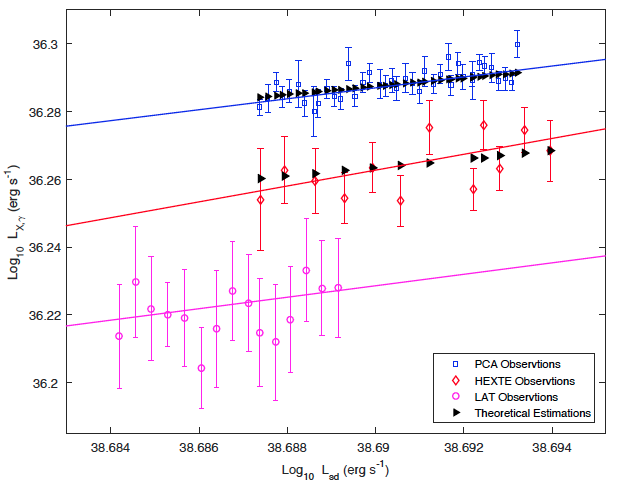 36.3
36.28
36.26
36.24
36.22
36.2
Log10 LX,γ (erg s-1)
38.684 38.686 38.688 38.69 38.692 38.694
Log10 Lsd (erg s-1)
PCA Observtions
HEXTE Observtions
LAT Observtions
Theoretical Estimations